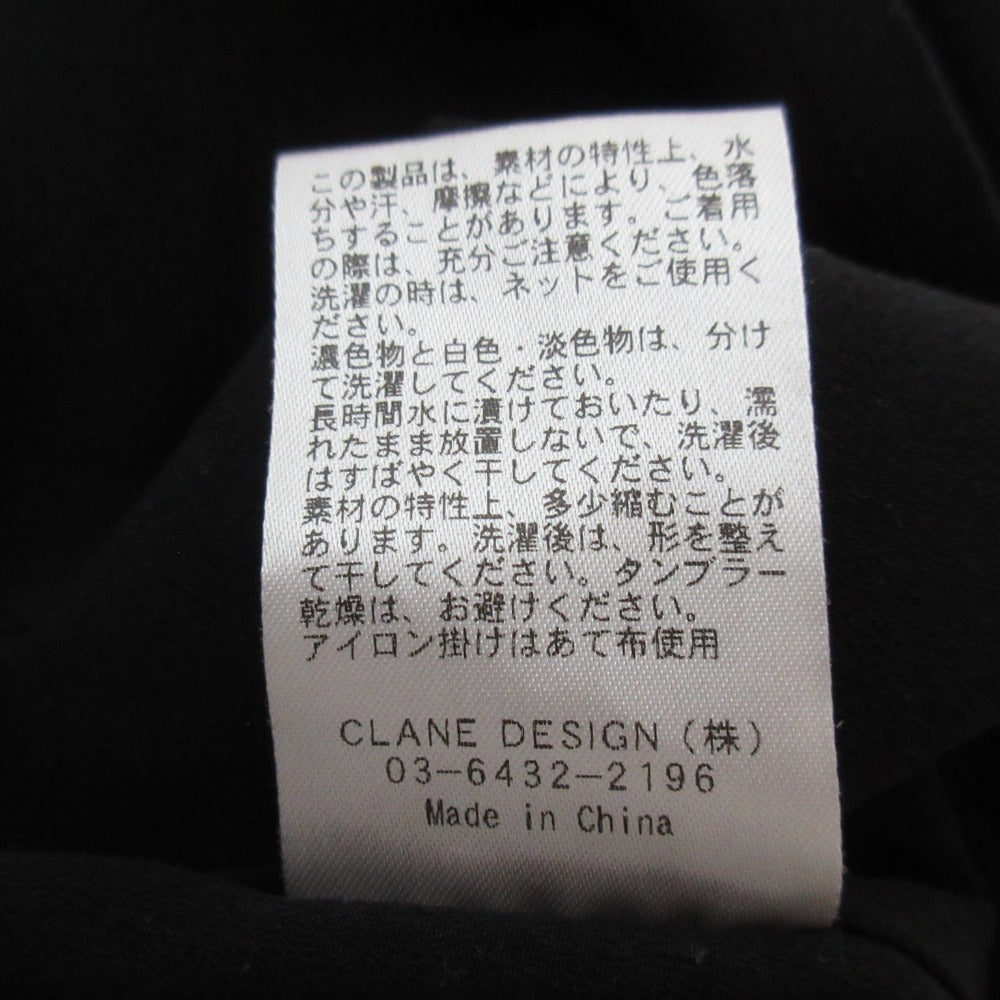 この製品は、素材の特性上、水
分や汗、摩擦などにより、色落
ちすることがあります。ご着用
の際は、充分ご注意ください。
洗濯の時は、ネットをご使用く
ださい。
濃色物と白色・淡色物は、分け
て洗濯してください。
長時間水に漬けておいたり、濡
れたまま放置しないで、洗濯後
はすばやく干してください。
素材の特性上、多少縮むことが
あります。洗濯後は、形を整え
て干してください。タンブラー
乾燥は、お避けください。
アイロン掛けはあて布使用
CLANE DESIGN（株）
03-6432-2196
Made in China